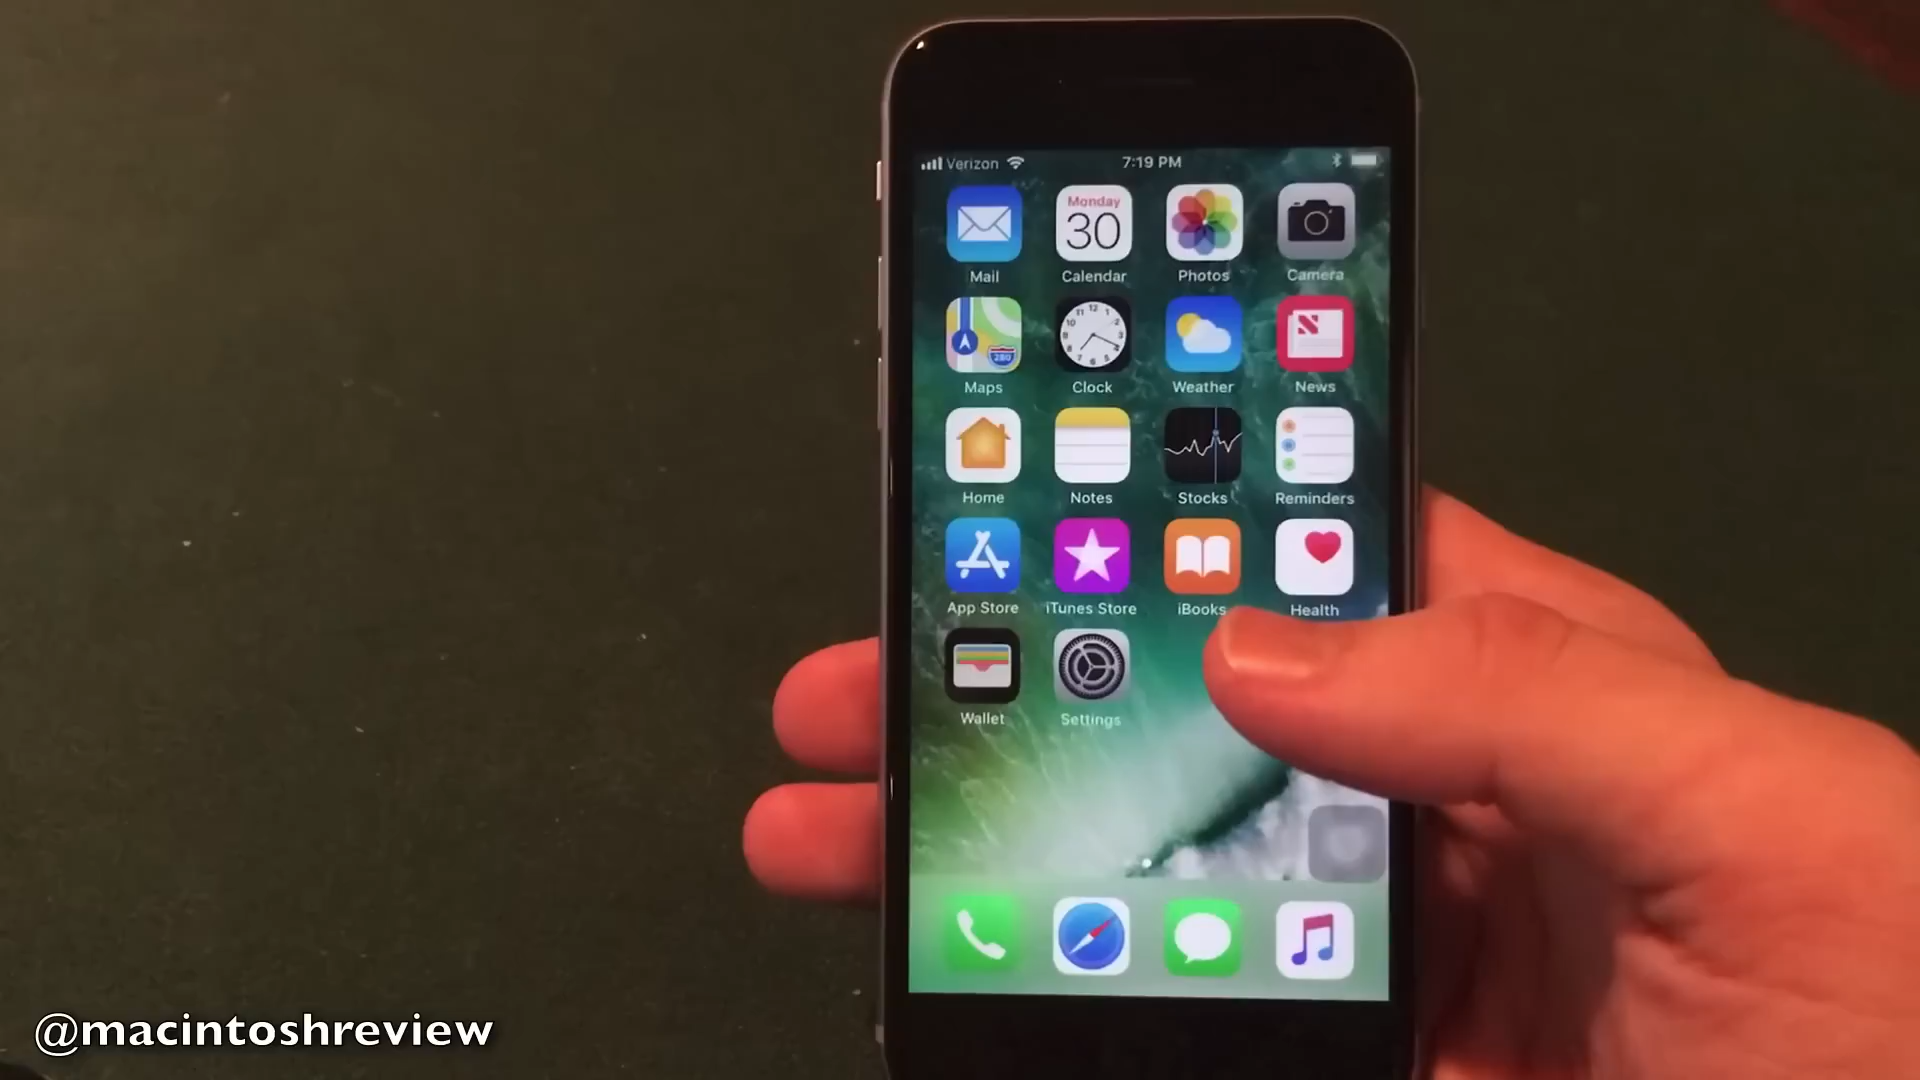 Verizon 7:19 PM
Mail Monday 30 Calendar Photos Camera
Maps 280 Clock Weather News
Home Notes Stocks Reminders
App Store iTunes Store iBooks Health
Wallet Settings
@macintoshreview